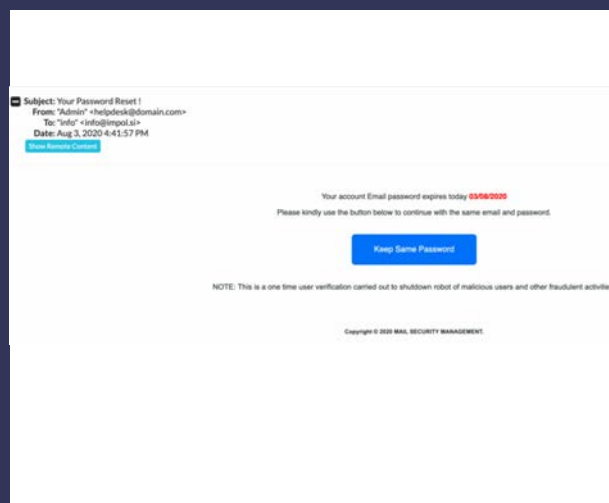 Subject: Your Password Reset !
From: "Admin" <helpdesk@domain.com>
To: "info" <info@impol.si>
Date: Aug 3, 2020 4:41:57 PM
Show Remote Content
Your account Email password expires today 03/08/2020
Please kindly use the button below to continue with the same email and password.
Keep Same Password
NOTE: This is a one time user verification carried out to shutdown robot of malicious users and other fraudulent activitie
Copyright © 2020 MAIL SECURITY MANAGEMENT.